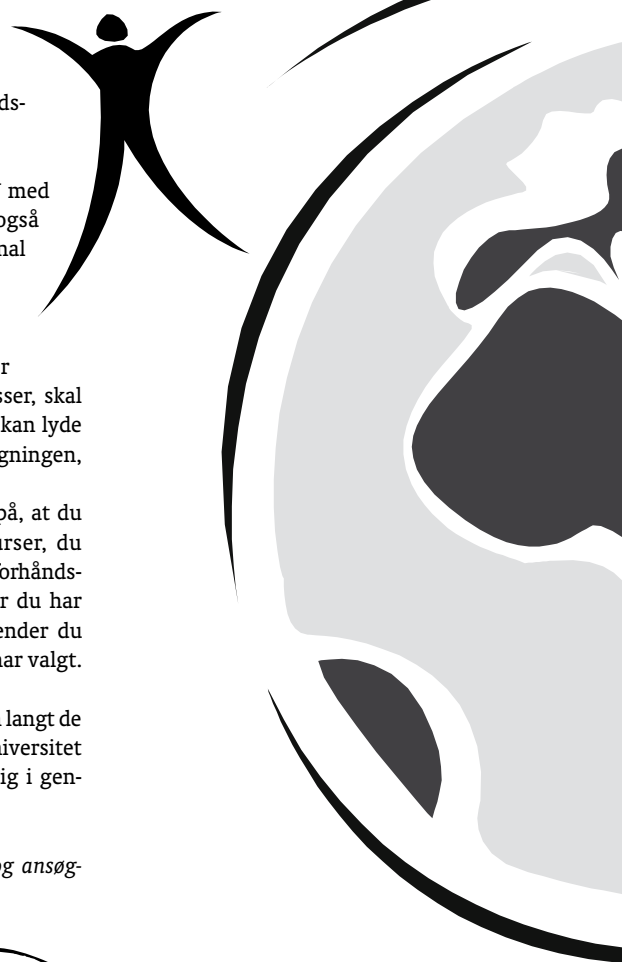 ds-
med
også
nal
r
sser, skal
kan lyde
gningen,
på, at du
urser, du
forhånds-
r du har
ender du
har valgt.
langt de
niversitet
ig i gen-
og ansøg-